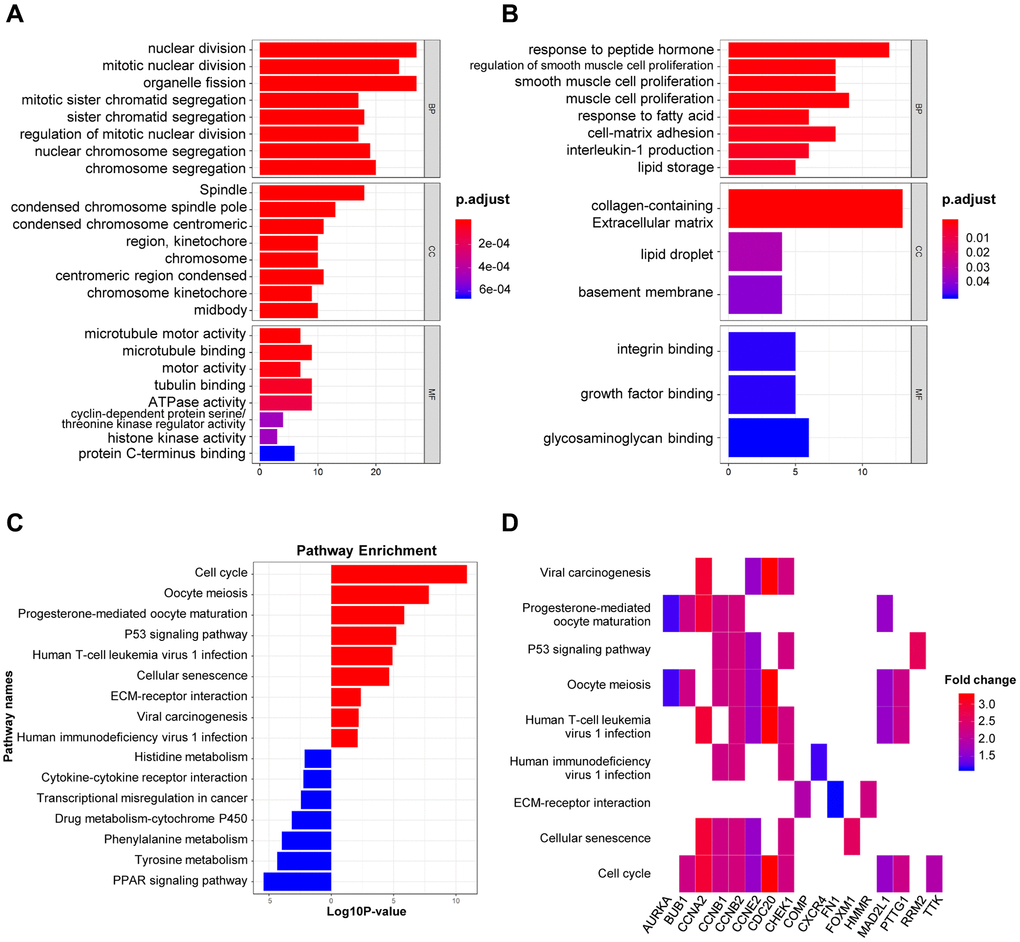 A
nuclear division
mitotic nuclear division
organelle fission
mitotic sister chromatid segregation
sister chromatid segregation
regulation of mitotic nuclear division
nuclear chromosome segregation
chromosome segregation
BP
Spindle
condensed chromosome spindle pole
condensed chromosome centromeric
region, kinetochore
chromosome
centromeric region condensed
chromosome kinetochore
midbody
CC
microtubule motor activity
microtubule binding
motor activity
tubulin binding
ATPase activity
cyclin-dependent protein serine/
threonine kinase regulator activity
histone kinase activity
protein C-terminus binding
MF
0 10 20
p.adjust
2e-04
4e-04
6e-04
B
response to peptide hormone
regulation of smooth muscle cell proliferation
smooth muscle cell proliferation
muscle cell proliferation
response to fatty acid
cell-matrix adhesion
interleukin-1 production
lipid storage
BP
collagen-containing
Extracellular matrix
lipid droplet
basement membrane
CC
integrin binding
growth factor binding
glycosaminoglycan binding
MF
0 5 10
p.adjust
0.01
0.02
0.03
0.04
C
Pathway Enrichment
Pathway names
Cell cycle
Oocyte meiosis
Progesterone-mediated oocyte maturation
P53 signaling pathway
Human T-cell leukemia virus 1 infection
Cellular senescence
ECM-receptor interaction
Viral carcinogenesis
Human immunodeficiency virus 1 infection
Histidine metabolism
Cytokine-cytokine receptor interaction
Transcriptional misregulation in cancer
Drug metabolism-cytochrome P450
Phenylalanine metabolism
Tyrosine metabolism
PPAR signaling pathway
5 0 5 10
Log10P-value
D
Viral carcinogenesis
Progesterone-mediated
oocyte maturation
P53 signaling pathway
Oocyte meiosis
Human T-cell leukemia
virus 1 infection
Human immunodeficiency
virus 1 infection
ECM-receptor interaction
Cellular senescence
Cell cycle
AURKA
BUB1
CCNA2
CCNB1
CCNB2
CCNE2
CDC20
CHEK1
COMP
CXCR4
FN1
FOXM1
HMMR
MAD2L1
PTTG1
RRM2
TTK
Fold change
3.0
2.5
2.0
1.5